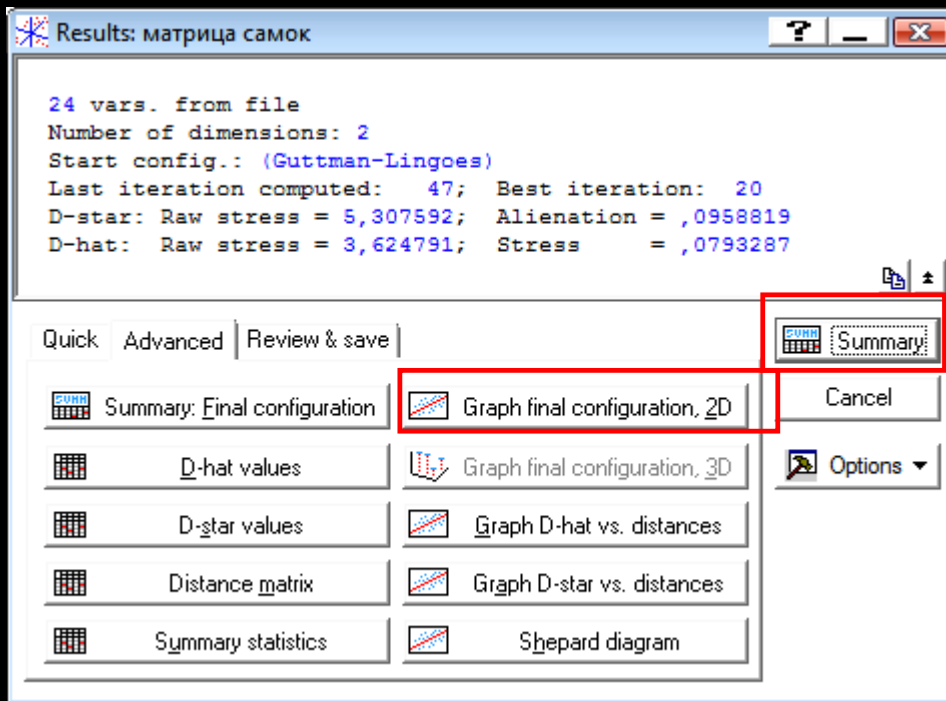 Results: матрица самок
?
24 vars. from file
Number of dimensions: 2
Start config.: (Guttman-Lingoes)
Last iteration computed: 47; Best iteration: 20
D-star: Raw stress = 5,307592; Alienation = ,0958819
D-hat: Raw stress = 3,624791; Stress = ,0793287
Quick Advanced Review & save
SUMM Summary
SUMM Summary: Final configuration
Graph final configuration, 2D
Cancel
D-hat values
Graph final configuration, 3D
Options
D-star values
Graph D-hat vs. distances
Distance matrix
Graph D-star vs. distances
Summary statistics
Shepard diagram